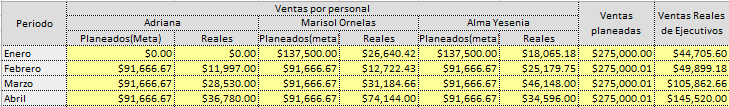 Ventas por personal
Periodo Adriana Marisol Ornelas Alma Yesenia Ventas planeadas Ventas Reales de Ejecutivos
Planeados(Meta) Reales Planeados(meta Reales Planeados(meta) Reales
Enero $0.00 $0.00 $137,500.00 $26,640.42 $137,500.00 $18,065.18 $275,000.00 $44,705.60
Febrero $91,666.67 $11,997.00 $91,666.67 $12,722.43 $91,666.67 $25,179.75 $275,000.01 $49,899.18
Marzo $91,666.67 $28,530.00 $91,666.67 $31,184.66 $91,666.67 $46,148.00 $275,000.01 $105,862.66
Abril $91,666.67 $36,780.00 $91,666.67 $74,144.00 $91,666.67 $34,596.00 $275,000.01 $145,520.00